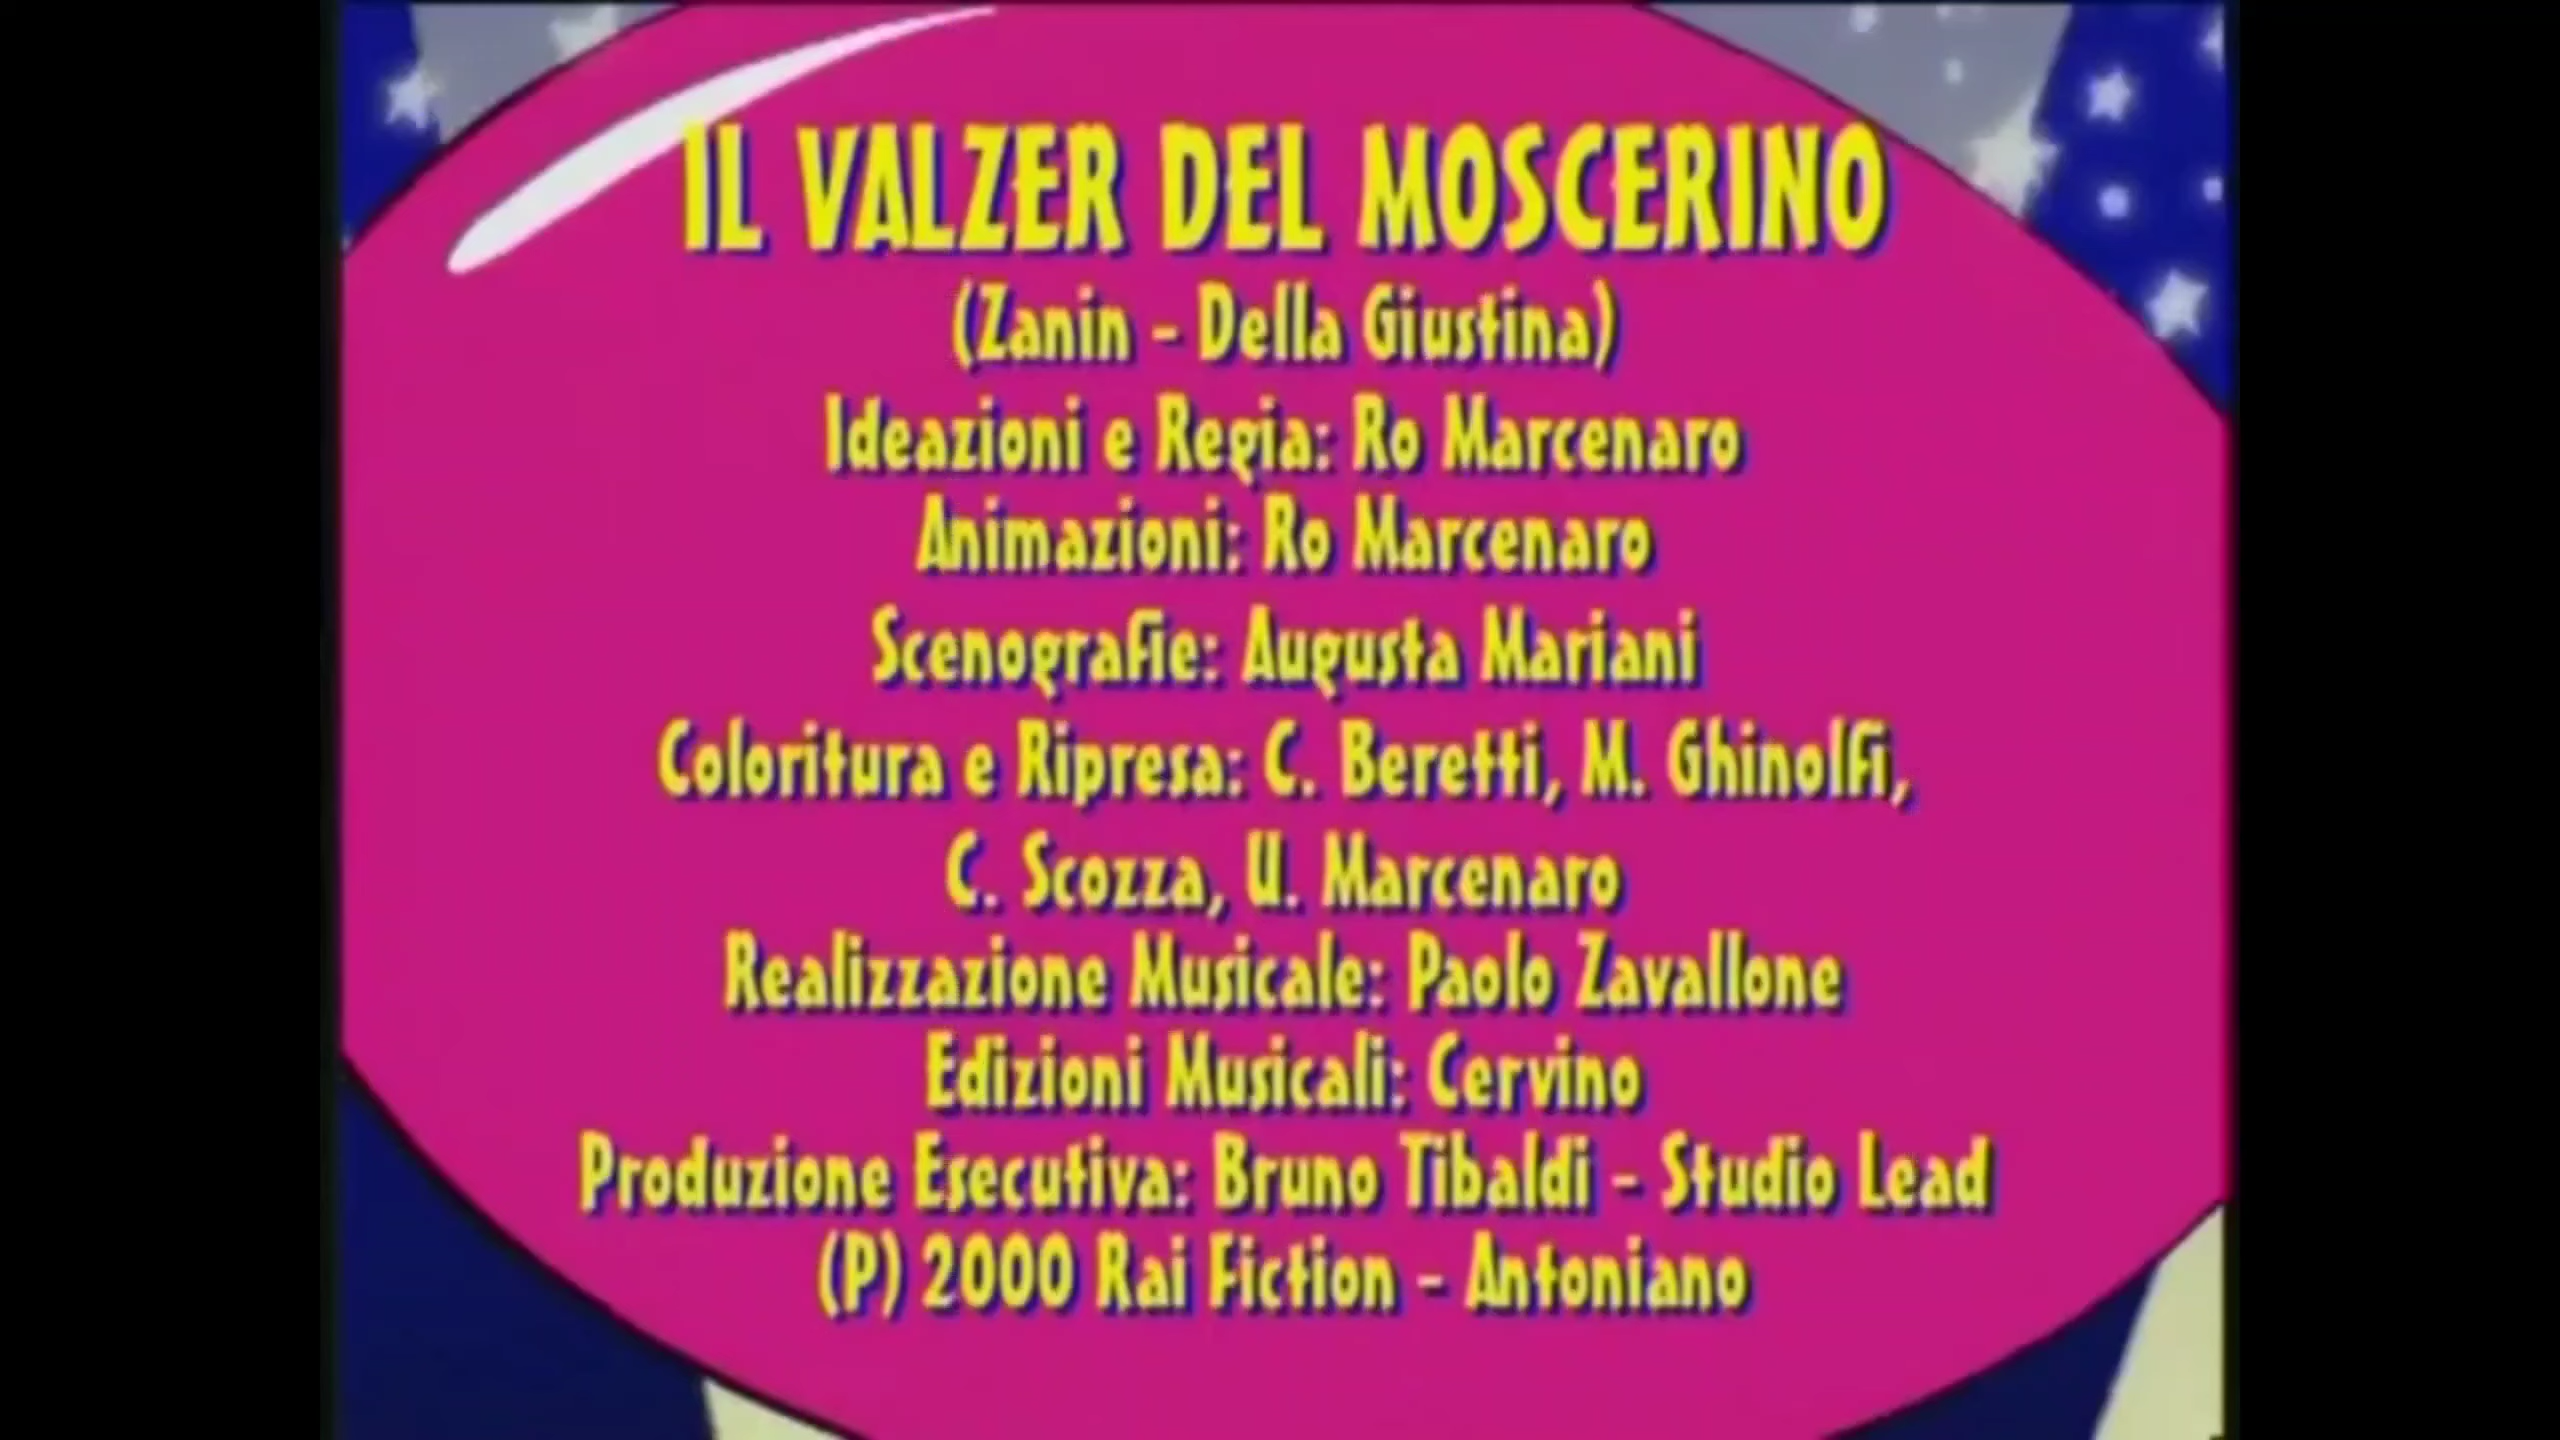 IL VALZER DEL MOSCERINO
(Zanin - Della Giustina)
Ideazioni e Regia: Ro Marcenaro
Animazioni: Ro Marcenaro
Scenografie: Augusta Mariani
Coloritura e Ripresa: C. Beretti, M. Ghinolfi,
C. Scozza, U. Marcenaro
Realizzazione Musicale: Paolo Zavallone
Edizioni Musicali: Cervino
Produzione Esecutiva: Bruno Tibaldi - Studio Lead
(P) 2000 Rai Fiction - Antoniano